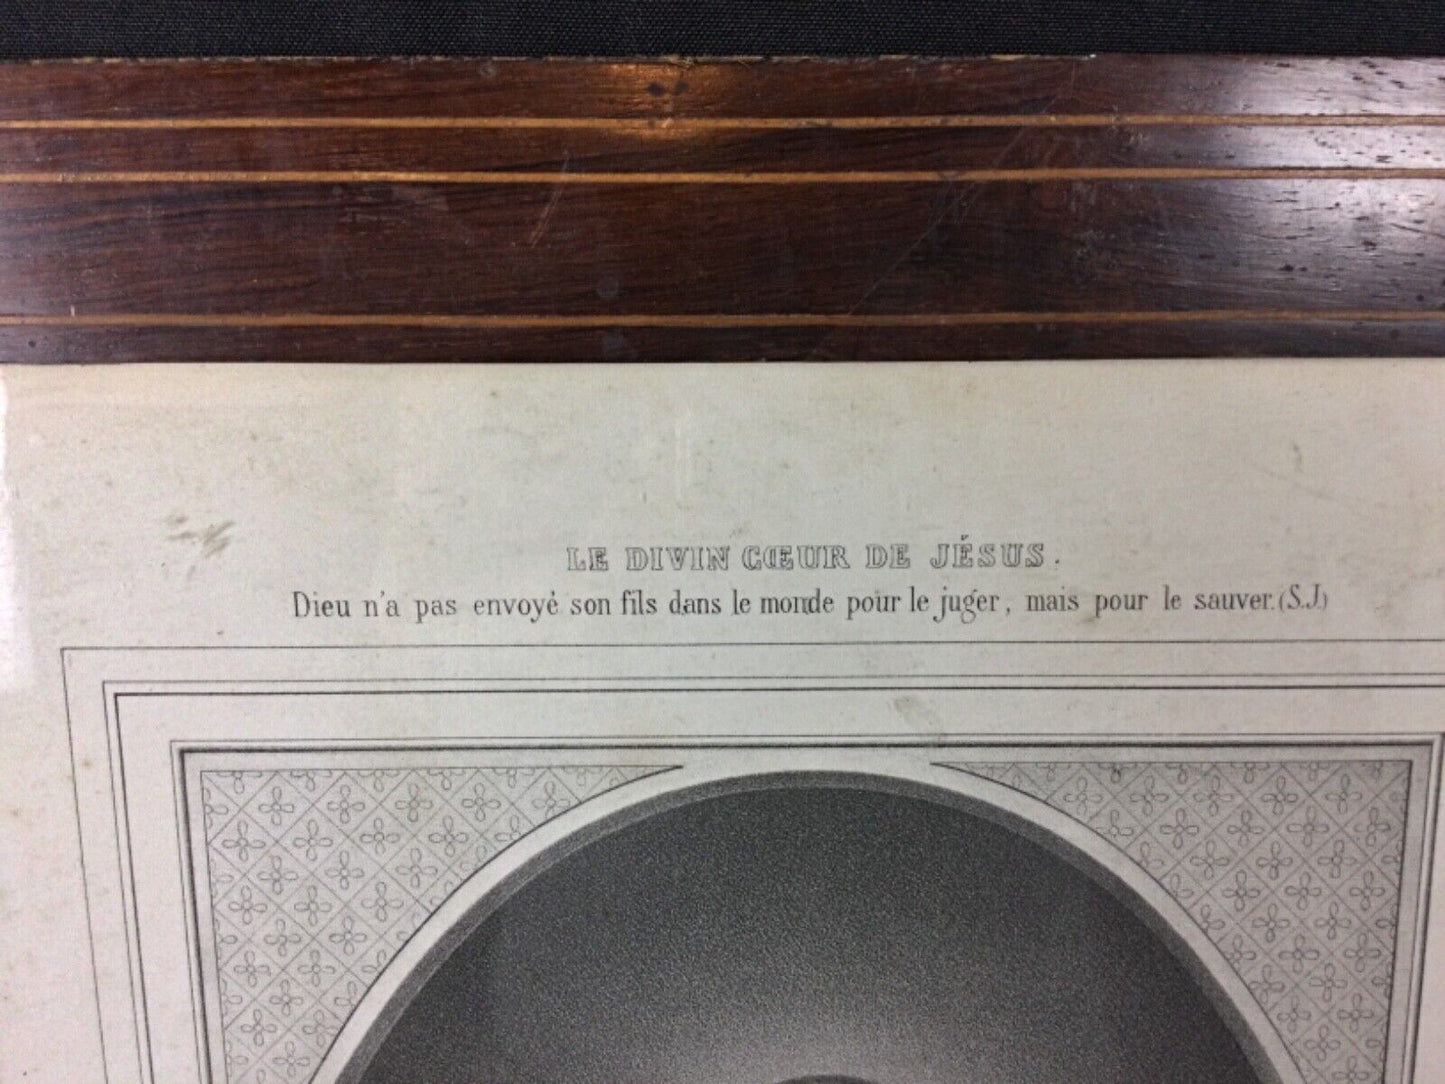 LE DIVIN CŒUR DE JÉSUS.
Dieu n'a pas envoyé son fils dans le monde pour le juger, mais pour le sauver. (S.J.)